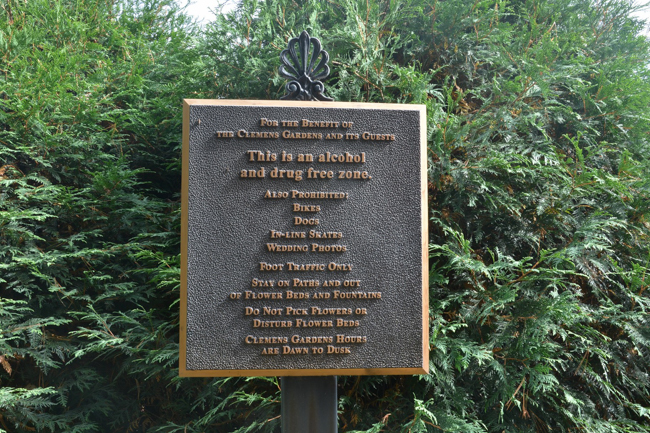 For the Benefit of
the Clemens Gardens and its Guests
This is an alcohol
and drug free zone.
Also Prohibited:
Bikes
Dogs
In-line Skates
Wedding Photos
Foot Traffic Only
Stay on Paths and out
of Flower Beds and Fountains
Do Not Pick Flowers or
Disturb Flower Beds
Clemens Gardens Hours
are Dawn to Dusk